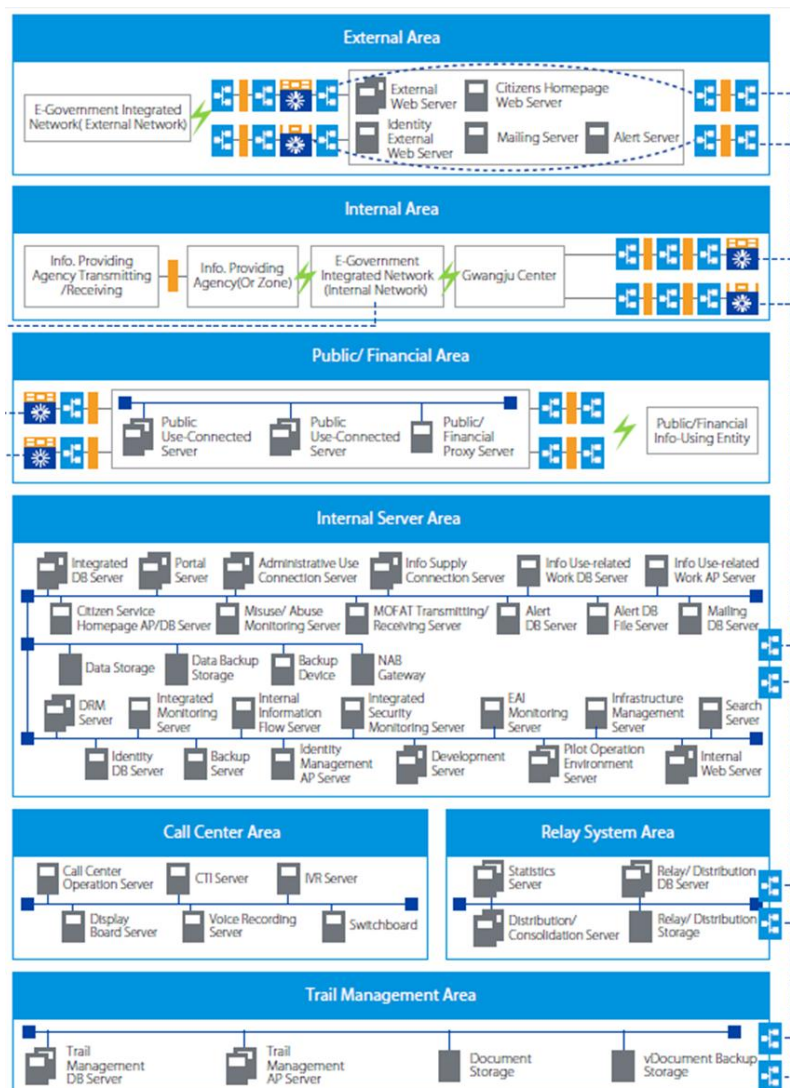 External Area
E-Government Integrated
Network( External Network)
External
Web Server
Citizens Homepage
Web Server
Identity
External
Web Server
Mailing Server
Alert Server
Internal Area
Info. Providing
Agency Transmitting
/Receiving
Info. Providing
Agency(Or Zone)
E-Government
Integrated Network
(Internal Network)
Gwangju Center
Public/ Financial Area
Public
Use-Connected
Server
Public
Use-Connected
Server
Public/
Financial
Proxy Server
Public/Financial
Info-Using Entity
Internal Server Area
Integrated
DB Server
Portal
Server
Administrative Use
Connection Server
Info Supply
Connection Server
Info Use-related
Work DB Server
Info Use-related
Work AP Server
Citizen Service
Homepage AP/DB Server
Misuse/ Abuse
Monitoring Server
MOFAT Transmitting/
Receiving Server
Alert
DB Server
Alert DB
File Server
Mailing
DB Server
Data Storage
Data Backup
Storage
Backup
Device
NAB
Gateway
DRM
Server
Integrated
Monitoring
Server
Internal
Information
Flow Server
Integrated
Security
Monitoring Server
EAI
Monitoring
Server
Infrastructure
Management
Server
Search
Server
Identity
DB Server
Backup
Server
Identity
Management
AP Server
Development
Server
Pilot Operation
Environment
Server
Internal
Web Server
Call Center Area
Call Center
Operation Server
CTI Server
IVR Server
Display
Board Server
Voice Recording
Server
Switchboard
Relay System Area
Statistics
Server
Relay/ Distribution
DB Server
Distribution/
Consolidation Server
Relay/ Distribution
Storage
Trail Management Area
Trail
Management
DB Server
Trail
Management
AP Server
Document
Storage
vDocument Backup
Storage